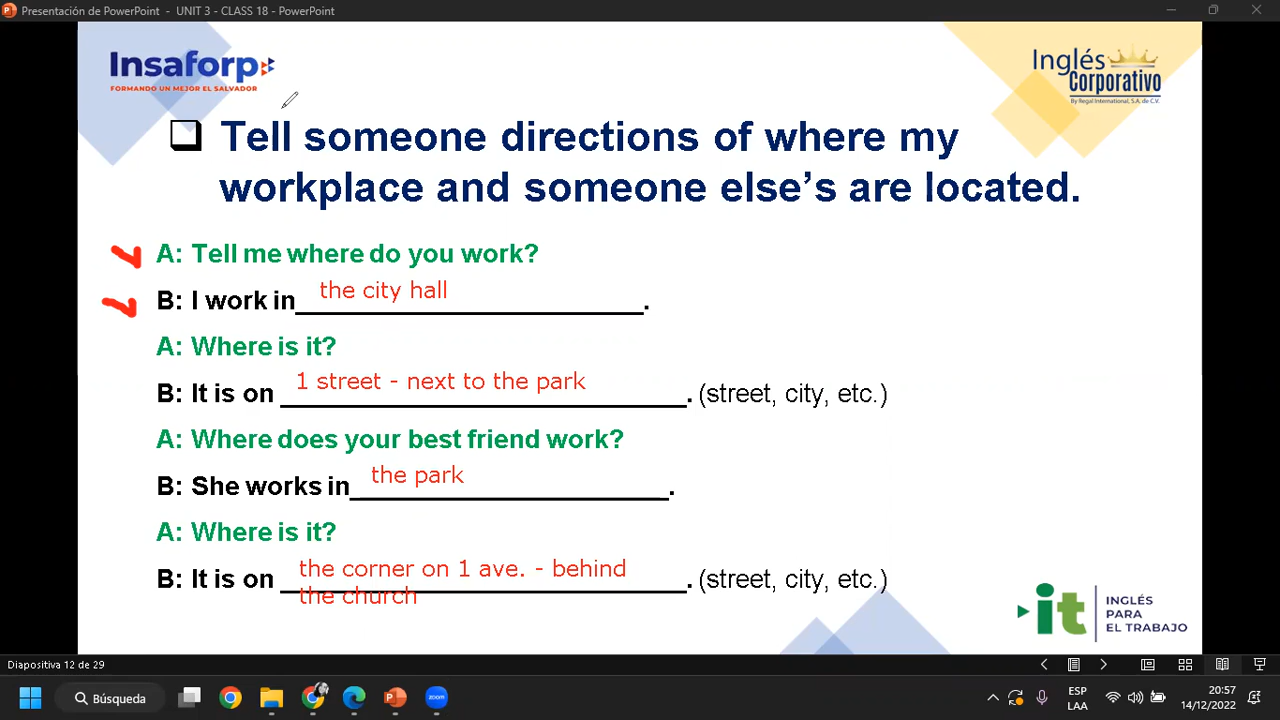 Presentación de PowerPoint - UNIT 3 - CLASS 18 - PowerPoint
Insaforp
FORMANDO UN MEJOR EL SALVADOR
Inglés
Corporativo
By Regal International, S.A. de C.V.
Tell someone directions of where my
workplace and someone else’s are located.
A: Tell me where do you work?
B: I work in the city hall.
A: Where is it?
B: It is on 1 street - next to the park. (street, city, etc.)
A: Where does your best friend work?
B: She works in the park.
A: Where is it?
B: It is on the corner on 1 ave. - behind. (street, city, etc.)
the church
it INGLÉS
PARA
EL TRABAJO
Diapositiva 12 de 29
Búsqueda
zoom
ESP
LAA
20:57
14/12/2022